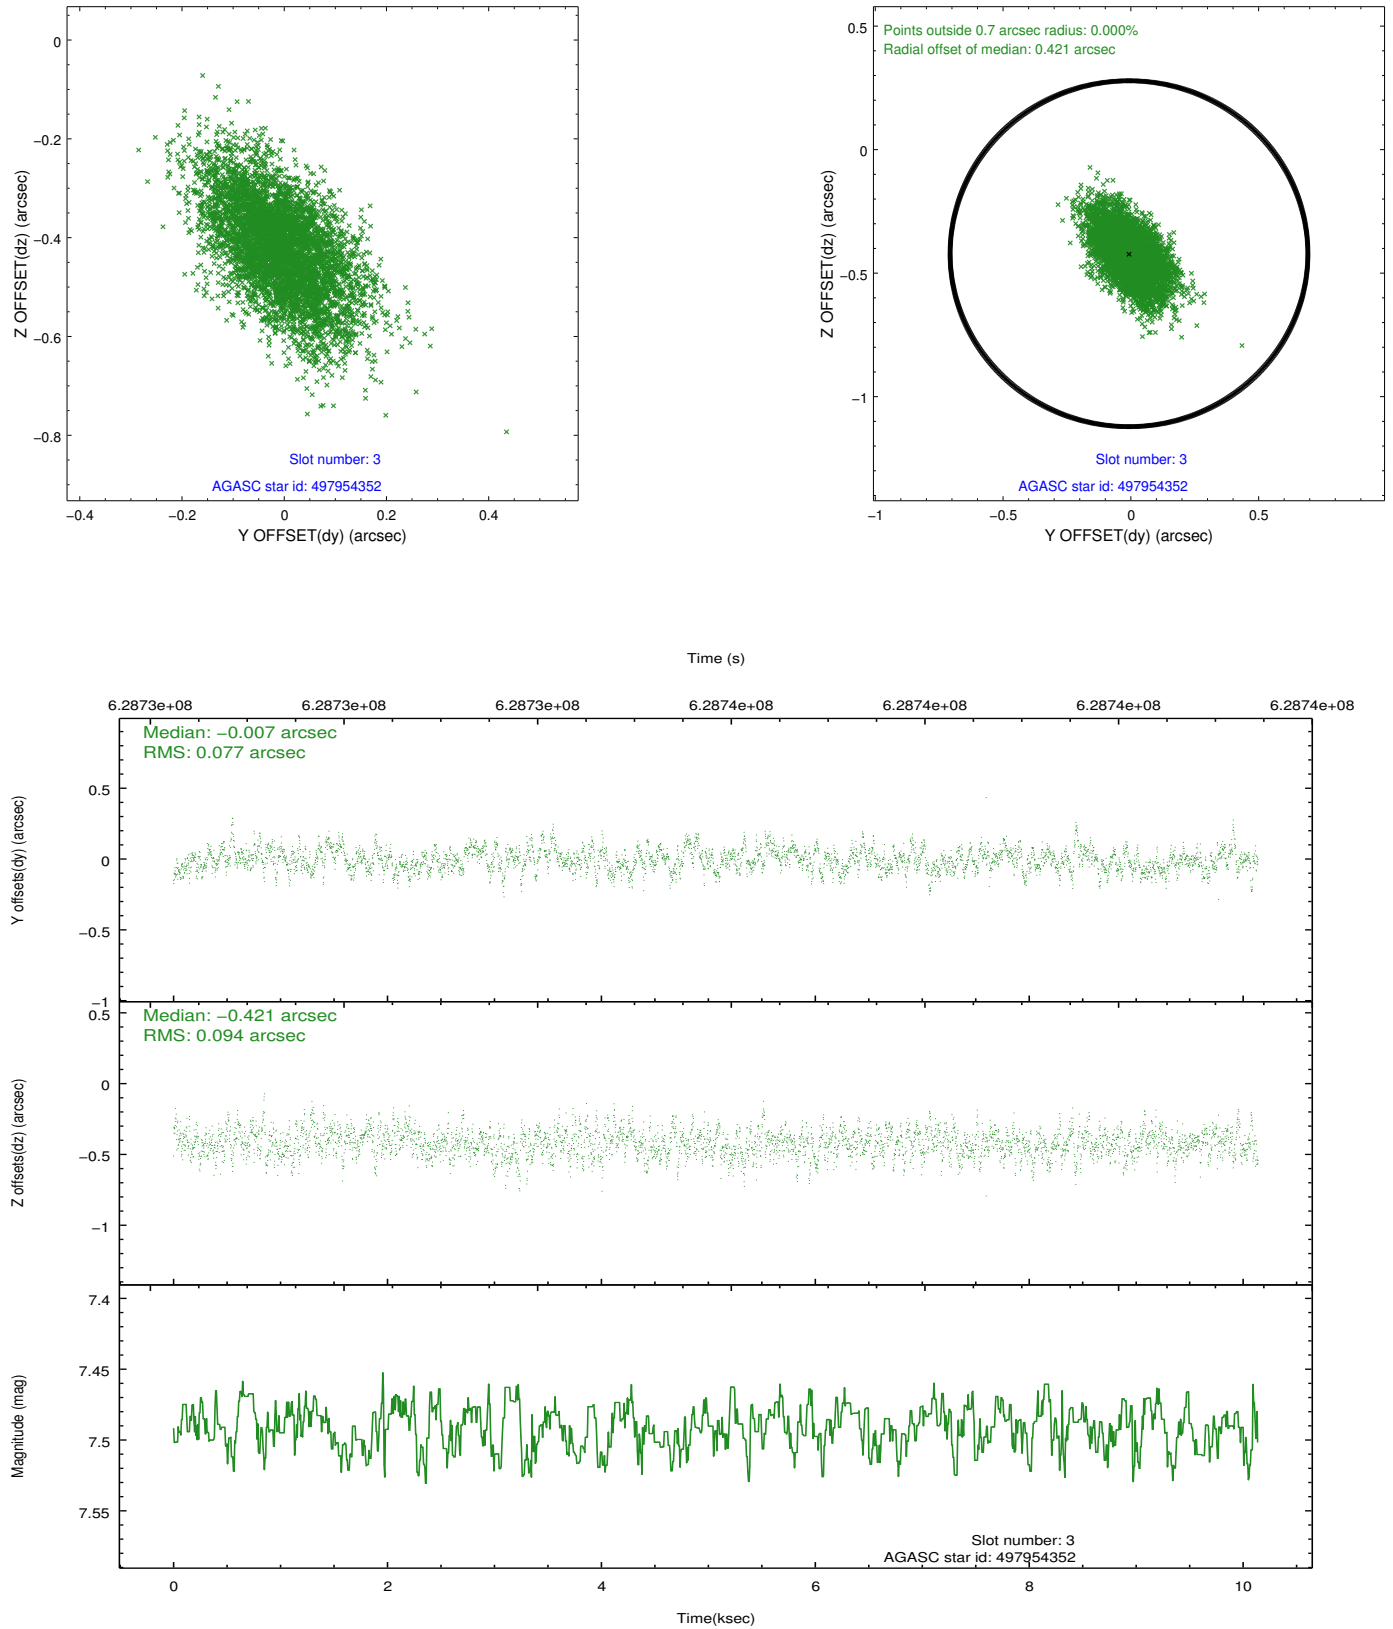 0
−0.2
−0.4
−0.6
−0.8
Z OFFSET(dz) (arcsec)
Slot number: 3
AGASC star id: 497954352
−0.4 −0.2 0 0.2 0.4
Y OFFSET(dy) (arcsec)
Points outside 0.7 arcsec radius: 0.000%
Radial offset of median: 0.421 arcsec
0.5
0
−0.5
−1
Z OFFSET(dz) (arcsec)
Slot number: 3
AGASC star id: 497954352
−1 −0.5 0 0.5
Y OFFSET(dy) (arcsec)
Time (s)
6.2873e+08 6.2873e+08 6.2873e+08 6.2874e+08 6.2874e+08 6.2874e+08 6.2874e+08
Median: −0.007 arcsec
RMS: 0.077 arcsec
0.5
0
−0.5
−1
Y offsets(dy) (arcsec)
Median: −0.421 arcsec
RMS: 0.094 arcsec
0.5
0
−0.5
−1
Z offsets(dz) (arcsec)
7.4
7.45
7.5
7.55
Magnitude (mag)
Slot number: 3
AGASC star id: 497954352
0 2 4 6 8 10
Time(ksec)